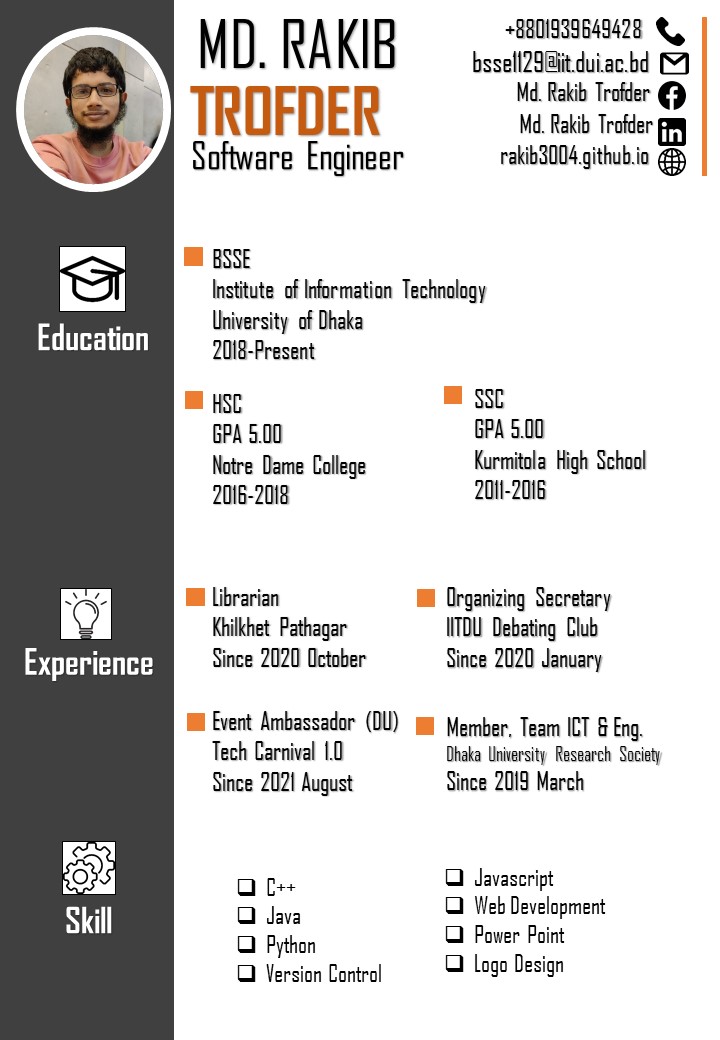 MD. RAKIB
TROFDER
Software Engineer
+8801939649428
bsse1129@iit.dui.ac.bd
Md. Rakib Trofder
Md. Rakib Trofder
rakib3004.github.io
Education
BSSE
Institute of Information Technology
University of Dhaka
2018-Present
HSC
GPA 5.00
Notre Dame College
2016-2018
SSC
GPA 5.00
Kurmitola High School
2011-2016
Experience
Librarian
Khilkhet Pathagar
Since 2020 October
Organizing Secretary
IITDU Debating Club
Since 2020 January
Event Ambassador (DU)
Tech Carnival 1.0
Since 2021 August
Member, Team ICT & Eng.
Dhaka University Research Society
Since 2019 March
Skill
C++
Java
Python
Version Control
Javascript
Web Development
Power Point
Logo Design